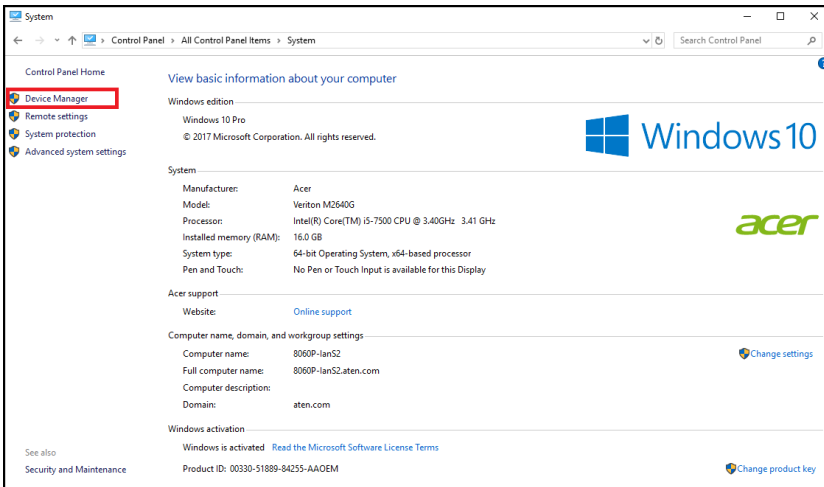 System
Control Panel > All Control Panel Items > System
Search Control Panel
Control Panel Home
Device Manager
Remote settings
System protection
Advanced system settings
View basic information about your computer
Windows edition
Windows 10 Pro
© 2017 Microsoft Corporation. All rights reserved.
Windows 10
System
Manufacturer: Acer
Model: Veriton M2640G
Processor: Intel(R) Core(TM) i5-7500 CPU @ 3.40GHz 3.41 GHz
Installed memory (RAM): 16.0 GB
System type: 64-bit Operating System, x64-based processor
Pen and Touch: No Pen or Touch Input is available for this Display
acer
Acer support
Website: Online support
Computer name, domain, and workgroup settings
Computer name: 8060P-IanS2
Change settings
Full computer name: 8060P-IanS2.aten.com
Computer description:
Domain: aten.com
Windows activation
Windows is activated Read the Microsoft Software License Terms
Product ID: 00330-51889-84255-AAOEM
Change product key
See also
Security and Maintenance